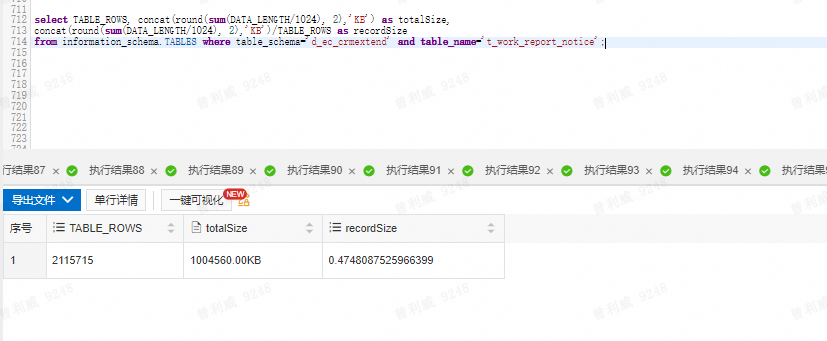 711
712 select TABLE_ROWS, concat(round(sum(DATA_LENGTH/1024), 2),'KB') as totalSize,
713 concat(round(sum(DATA_LENGTH/1024), 2),'KB')/TABLE_ROWS as recordSize
714 from information_schema.TABLES where table_schema='d_ec_crmextend' and table_name='t_work_report_notice';
715
716
717
718
719
720
721
722
723
行结果87 × 执行结果88 × 执行结果89 × 执行结果90 × 执行结果91 × 执行结果92 × 执行结果93 × 执行结果94 × 执行结果
导出文件 单行详情 一键可视化 NEW
序号 TABLE_ROWS totalSize recordSize
1 2115715 1004560.00KB 0.4748087525966399
曾利威 9248